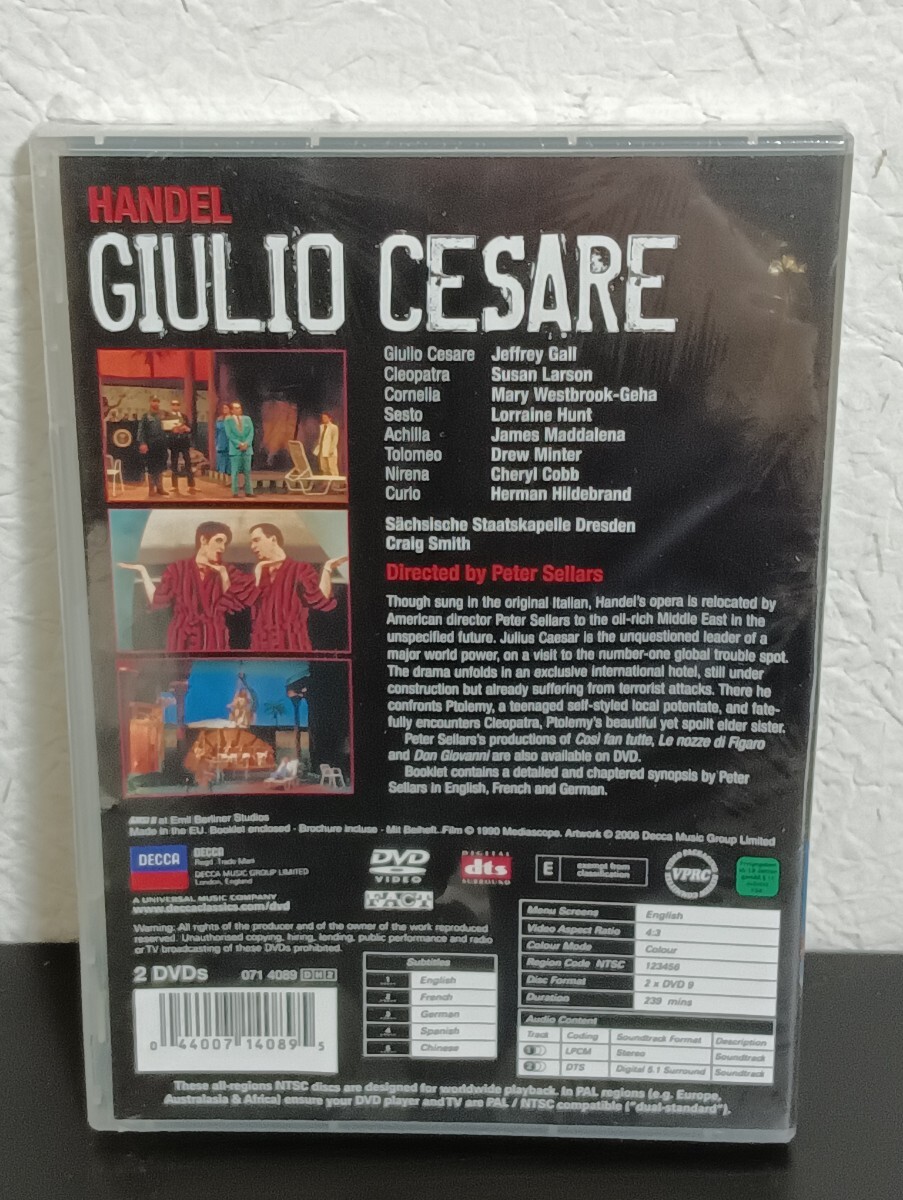 HANDEL
GIULIO CESARE
Giulio Cesare Jeffrey Gall
Cleopatra Susan Larson
Cornelia Mary Westbrook-Geha
Sesto Lorraine Hunt
Achilla James Maddalena
Tolomeo Drew Minter
Nirena Cheryl Cobb
Curio Herman Hildebrand
Sächsische Staatskapelle Dresden
Craig Smith
Directed by Peter Sellars
Though sung in the original Italian, Handel's opera is relocated by
American director Peter Sellars to the oil-rich Middle East in the
unspecified future. Julius Caesar is the unquestioned leader of a
major world power, on a visit to the number-one global trouble spot.
The drama unfolds in an exclusive international hotel, still under
construction but already suffering from terrorist attacks. There he
confronts Ptolemy, a teenaged self-styled local potentate, and fate-
fully encounters Cleopatra, Ptolemy's beautiful yet spoilt elder sister.
Peter Sellars's productions of Così fan tutte, Le nozze di Figaro
and Don Giovanni are also available on DVD.
Booklet contains a detailed and chaptered synopsis by Peter
Sellars in English, French and German.
at Emil Berliner Studios
Made in the EU. Booklet enclosed · Brochure incluse · Mit Beiheft. Film © 1990 Mediascope. Artwork © 2006 Decca Music Group Limited
DECCA
DECCA
Regd. Trade Mark
DECCA MUSIC GROUP LIMITED
London, England
A UNIVERSAL MUSIC COMPANY
www.deccaclassics.com/dvd
DVD
VIDEO
FACT
DIGITAL
dts
SURROUND
E exempt from
classification
VPRC
Warning: All rights of the producer and of the owner of the work reproduced
reserved. Unauthorised copying, hiring, lending, public performance and radio
or TV broadcasting of these DVDs prohibited.
2 DVDs 071 4089 DH2
0 44007 14089 5
Subtitles
1 English
2 French
3 German
4 Spanish
5 Chinese
Menu Screens English
Video Aspect Ratio 4:3
Colour Mode Colour
Region Code NTSC 123456
Disc Format 2 x DVD 9
Duration 239 mins
Audio Content
Track Coding Soundtrack Format Description
1 LPCM Stereo Soundtrack
2 DTS Digital 5.1 Surround Soundtrack
These all-regions NTSC discs are designed for worldwide playback. In PAL regions (e.g. Europe,
Australasia & Africa) ensure your DVD player and TV are PAL / NTSC compatible ("dual-standard").